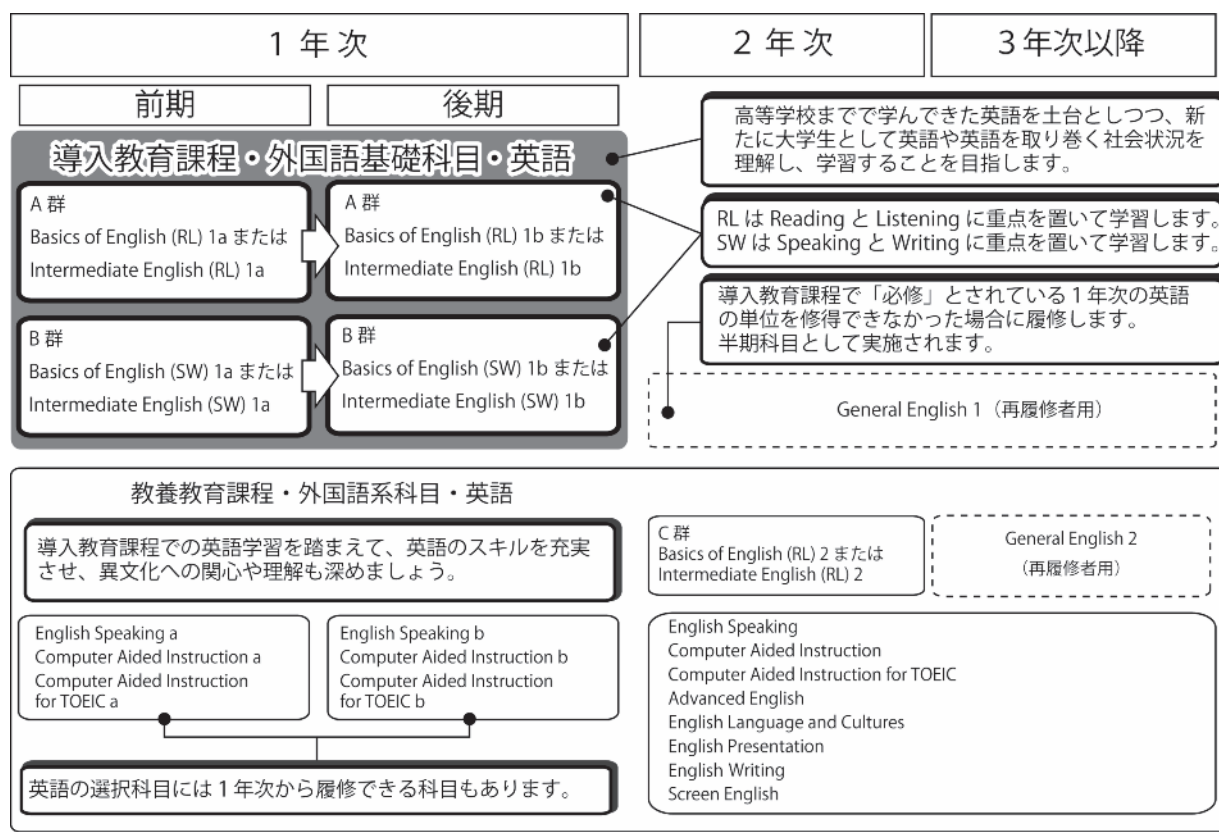 1 年 次
2 年 次
3 年次以降
前期
後期
導入教育課程・外国語基礎科目・英語
A 群
Basics of English (RL) 1a または
Intermediate English (RL) 1a
A 群
Basics of English (RL) 1b または
Intermediate English (RL) 1b
B 群
Basics of English (SW) 1a または
Intermediate English (SW) 1a
B 群
Basics of English (SW) 1b または
Intermediate English (SW) 1b
高等学校までで学んできた英語を土台としつつ、新
たに大学生として英語や英語を取り巻く社会状況を
理解し、学習することを目指します。
RL は Reading と Listening に重点を置いて学習します。
SW は Speaking と Writing に重点を置いて学習します。
導入教育課程で「必修」とされている 1 年次の英語
の単位を修得できなかった場合に履修します。
半期科目として実施されます。
General English 1（再履修者用）
教養教育課程・外国語系科目・英語
導入教育課程での英語学習を踏まえて、英語のスキルを充実
させ、異文化への関心や理解も深めましょう。
English Speaking a
Computer Aided Instruction a
Computer Aided Instruction
for TOEIC a
English Speaking b
Computer Aided Instruction b
Computer Aided Instruction
for TOEIC b
英語の選択科目には 1 年次から履修できる科目もあります。
C 群
Basics of English (RL) 2 または
Intermediate English (RL) 2
General English 2
（再履修者用）
English Speaking
Computer Aided Instruction
Computer Aided Instruction for TOEIC
Advanced English
English Language and Cultures
English Presentation
English Writing
Screen English